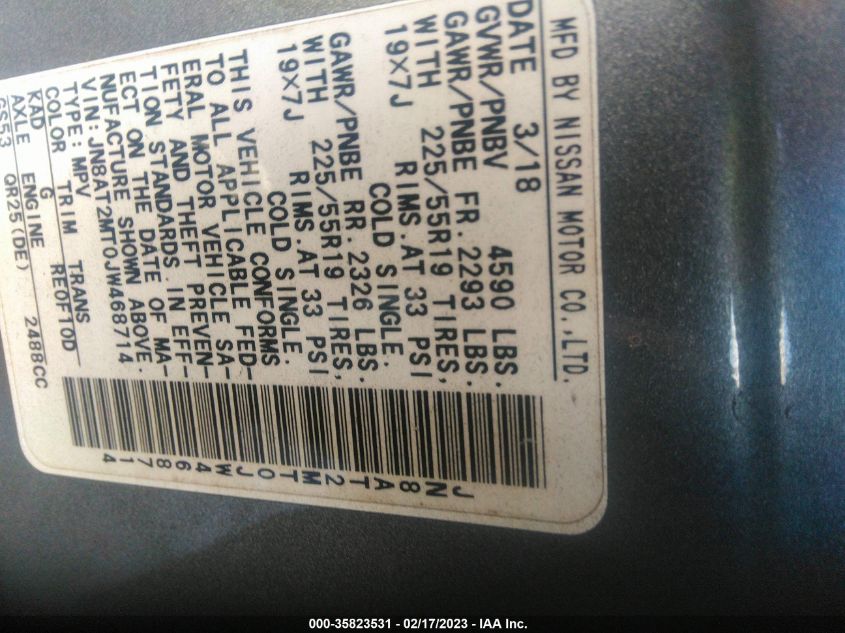 MFD BY NISSAN MOTOR CO.,LTD.
DATE 3/18
GVWR/PNBV 4590 LBS.
GAWR/PNBE FR. 2293 LBS.
WITH 225/55R19 TIRES,
19X7J RIMS.AT 33 PSI
COLD SINGLE.
GAWR/PNBE RR. 2326 LBS.
WITH 225/55R19 TIRES,
19X7J RIMS.AT 33 PSI
COLD SINGLE.
THIS VEHICLE CONFORMS
TO ALL APPLICABLE FED-
ERAL MOTOR VEHICLE SA-
FETY AND THEFT PREVEN-
TION STANDARDS. IN EFF-
ECT ON THE DATE OF MA-
NUFACTURE SHOWN ABOVE.
VIN:JN8AT2MT0JW468714
TYPE:MPV
COLOR TRIM TRANS
KAD G RE0F10D
AXLE ENGINE
GS53 QR25(DE) 2488CC
JN8AT2MT0JW468714
000-35823531 - 02/17/2023 - IAA Inc.